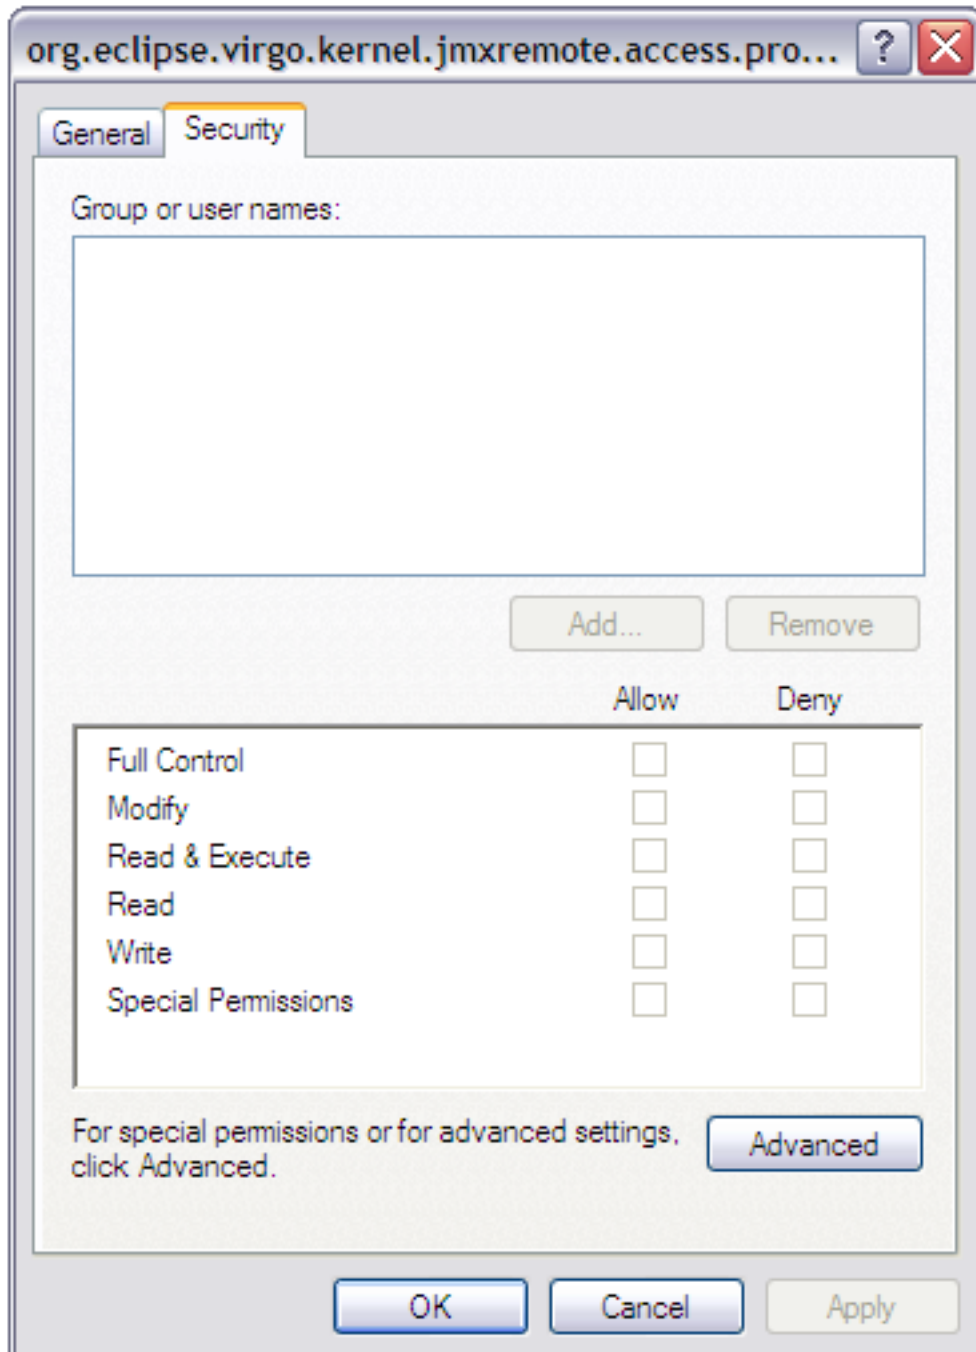 org.eclipse.virgo.kernel.jmxremote.access.pro... ?
General Security
Group or user names:
Add... Remove
Allow Deny
Full Control
Modify
Read & Execute
Read
Write
Special Permissions
For special permissions or for advanced settings,
click Advanced.
Advanced
OK Cancel Apply